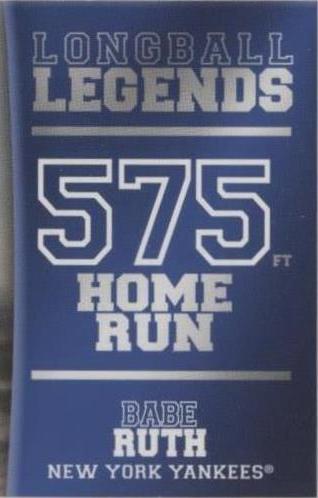 LONGBALL
LEGENDS
575 FT
HOME
RUN
BABE
RUTH
NEW YORK YANKEES®